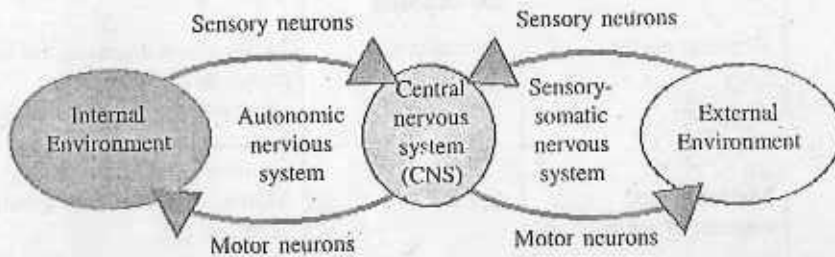 Sensory neurons
Sensory neurons
Internal
Environment
Autonomic
nervious
system
Central
nervous
system
(CNS)
Sensory-
somatic
nervous
system
External
Environment
Motor neurons
Motor neurons